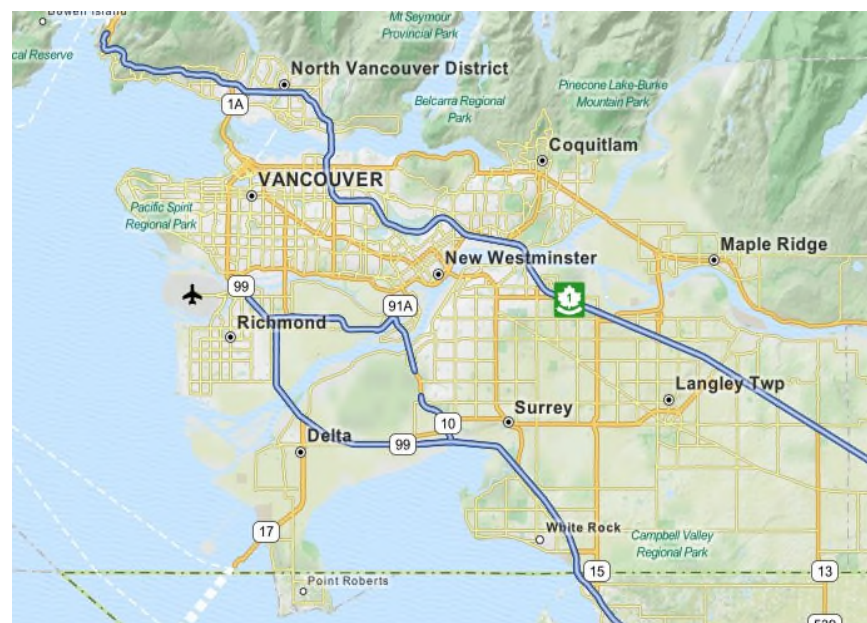 Bowen Island
Mt Seymour
Provincial Park
cal Reserve
North Vancouver District
Pinecone Lake-Burke
Mountain Park
1A
Belcarra Regional
Park
Coquitlam
VANCOUVER
Pacific Spirit
Regional Park
Maple Ridge
New Westminster
99
1
91A
Richmond
Langley Twp
Surrey
10
Delta
99
17
White Rock
Campbell Valley
Regional Park
15
13
Point Roberts
539